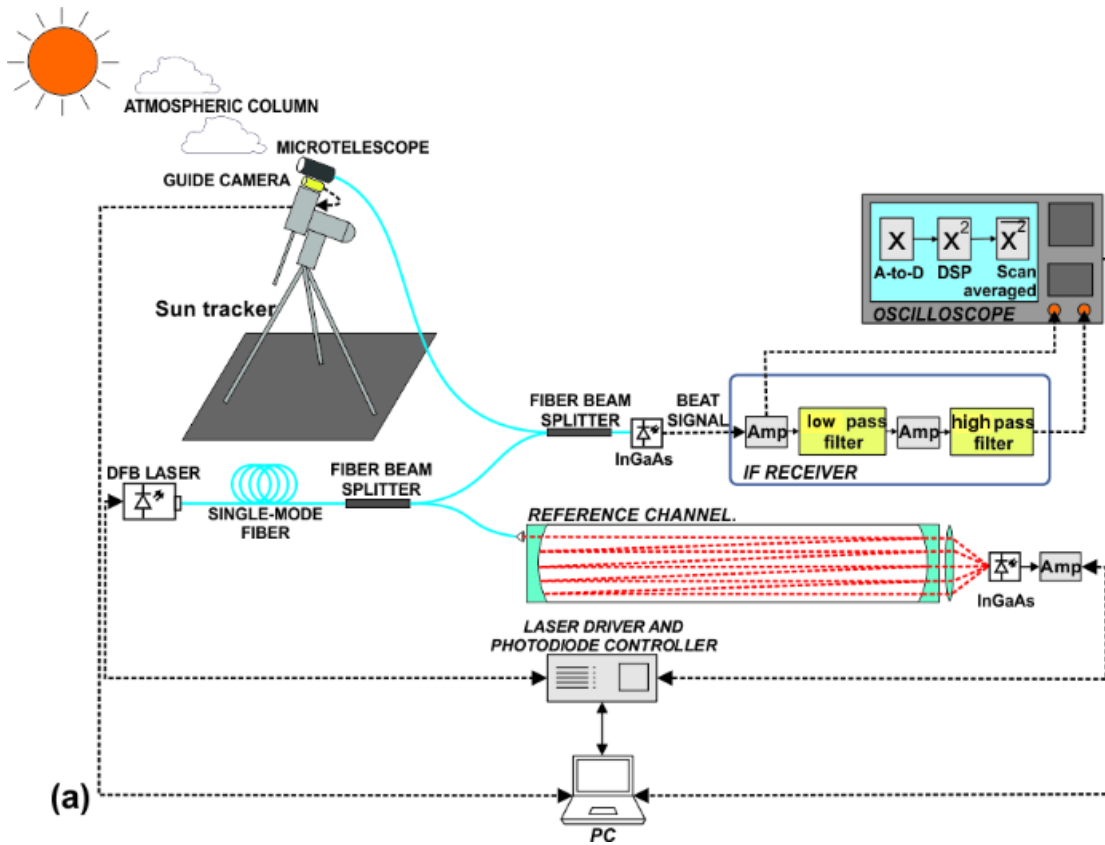 ATMOSPHERIC COLUMN
MICROTELESCOPE
GUIDE CAMERA
Sun tracker
X
X²
X̅²̅
A-to-D
DSP
Scan
averaged
OSCILLOSCOPE
FIBER BEAM
SPLITTER
BEAT
SIGNAL
InGaAs
Amp
low pass
filter
Amp
high pass
filter
IF RECEIVER
DFB LASER
SINGLE-MODE
FIBER
FIBER BEAM
SPLITTER
REFERENCE CHANNEL.
InGaAs
Amp
LASER DRIVER AND
PHOTODIODE CONTROLLER
(a)
PC